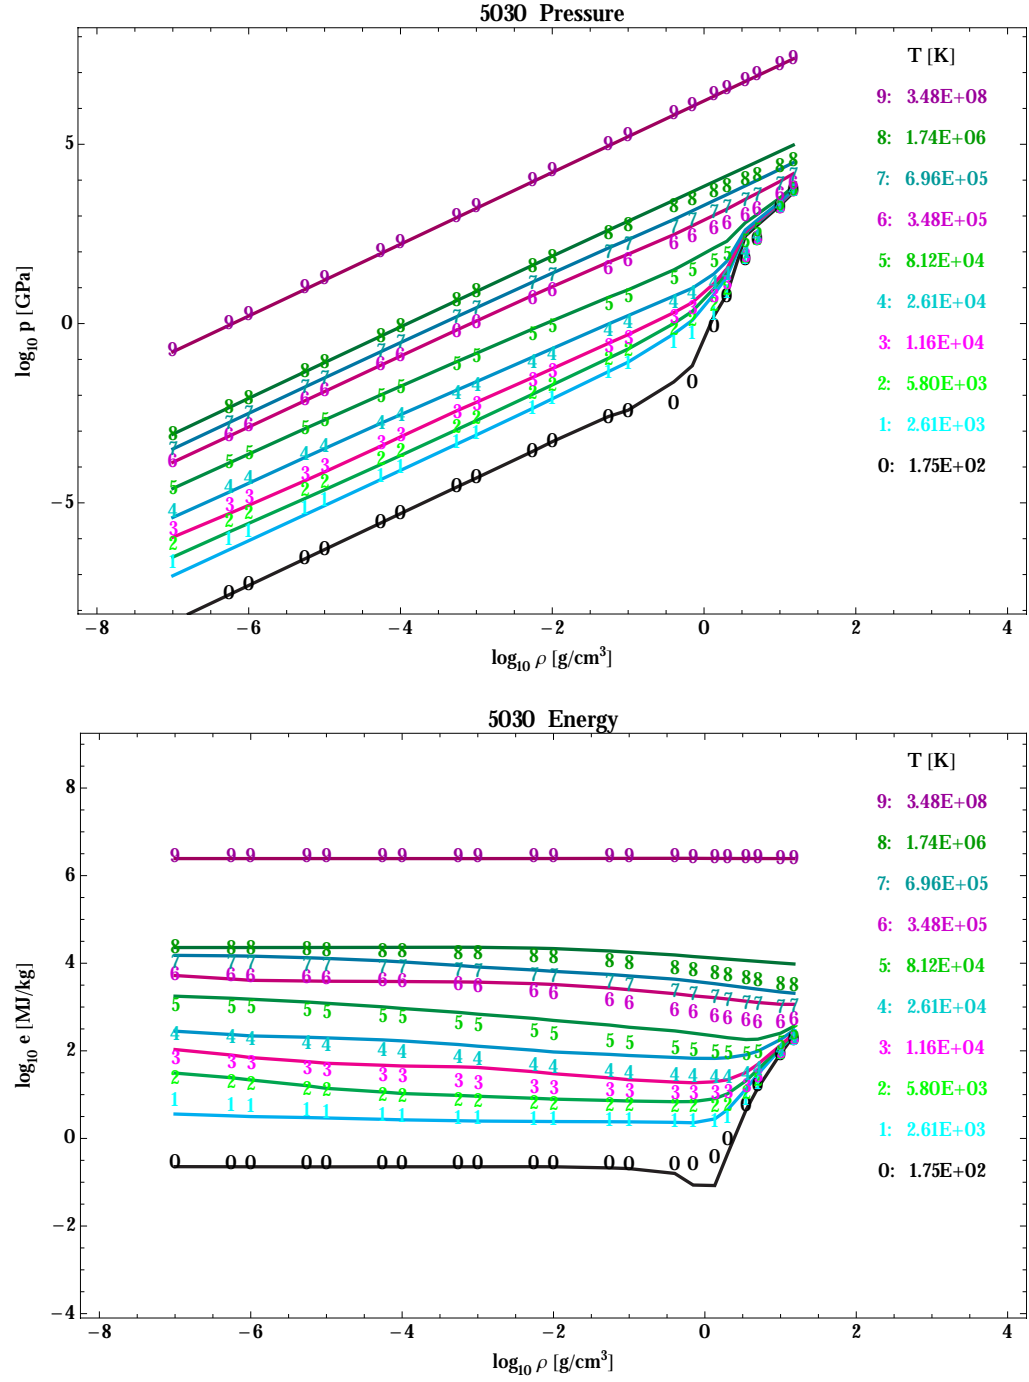 5030 Pressure
T [K]
9: 3.48E+08
8: 1.74E+06
7: 6.96E+05
6: 3.48E+05
5: 8.12E+04
4: 2.61E+04
3: 1.16E+04
2: 5.80E+03
1: 2.61E+03
0: 1.75E+02
log₁₀ p [GPa]
5
0
−5
−8 −6 −4 −2 0 2 4
log₁₀ ρ [g/cm³]
5030 Energy
T [K]
9: 3.48E+08
8: 1.74E+06
7: 6.96E+05
6: 3.48E+05
5: 8.12E+04
4: 2.61E+04
3: 1.16E+04
2: 5.80E+03
1: 2.61E+03
0: 1.75E+02
log₁₀ e [MJ/kg]
8
6
4
2
0
−2
−4
−8 −6 −4 −2 0 2 4
log₁₀ ρ [g/cm³]